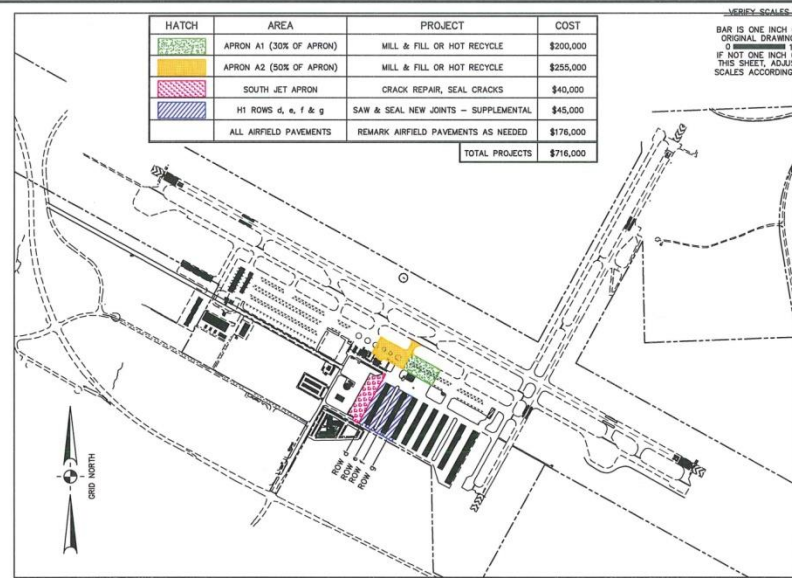 HATCH AREA PROJECT COST
APRON A1 (30% OF APRON) MILL & FILL OR HOT RECYCLE $200,000
APRON A2 (50% OF APRON) MILL & FILL OR HOT RECYCLE $255,000
SOUTH JET APRON CRACK REPAIR, SEAL CRACKS $40,000
H1 ROWS d, e, f & g SAW & SEAL NEW JOINTS – SUPPLEMENTAL $45,000
ALL AIRFIELD PAVEMENTS REMARK AIRFIELD PAVEMENTS AS NEEDED $176,000
TOTAL PROJECTS $716,000
VERIFY SCALES
BAR IS ONE INCH
ORIGINAL DRAWING
0
IF NOT ONE INCH
THIS SHEET, ADJUS
SCALES ACCORDING
ROW d
ROW e
ROW f
ROW g
GRID NORTH